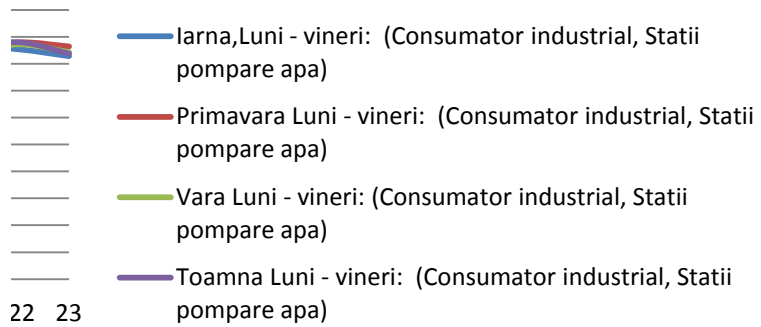 Iarna,Luni - vineri:  (Consumator industrial, Statii
pompare apa)
Primavara Luni - vineri:  (Consumator industrial, Statii
pompare apa)
Vara Luni - vineri: (Consumator industrial, Statii
pompare apa)
Toamna Luni - vineri:  (Consumator industrial, Statii
pompare apa)
22 23